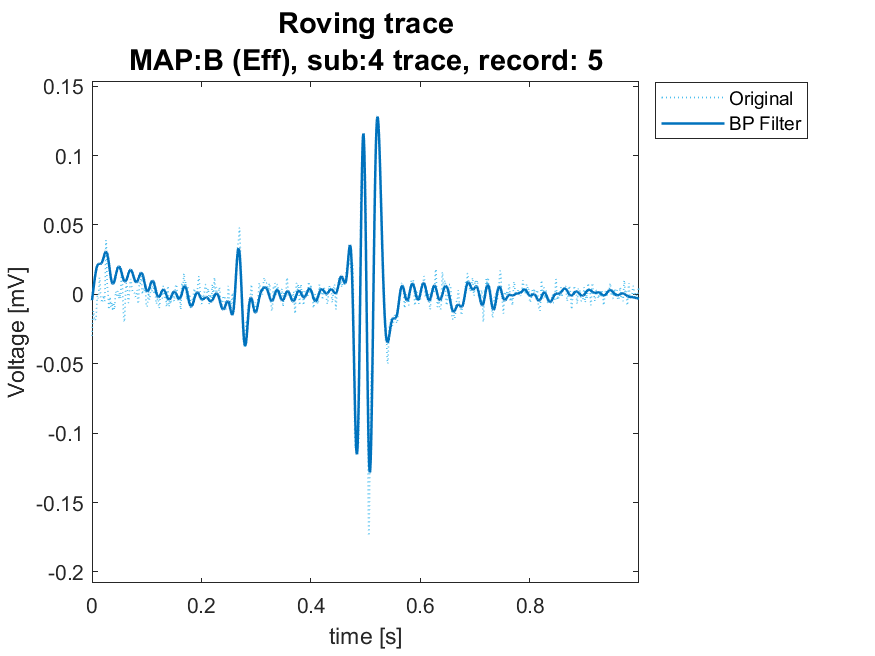 Roving trace
MAP:B (Eff), sub:4 trace, record: 5
Original
BP Filter
0.15
0.1
0.05
0
-0.05
-0.1
-0.15
-0.2
Voltage [mV]
0 0.2 0.4 0.6 0.8
time [s]